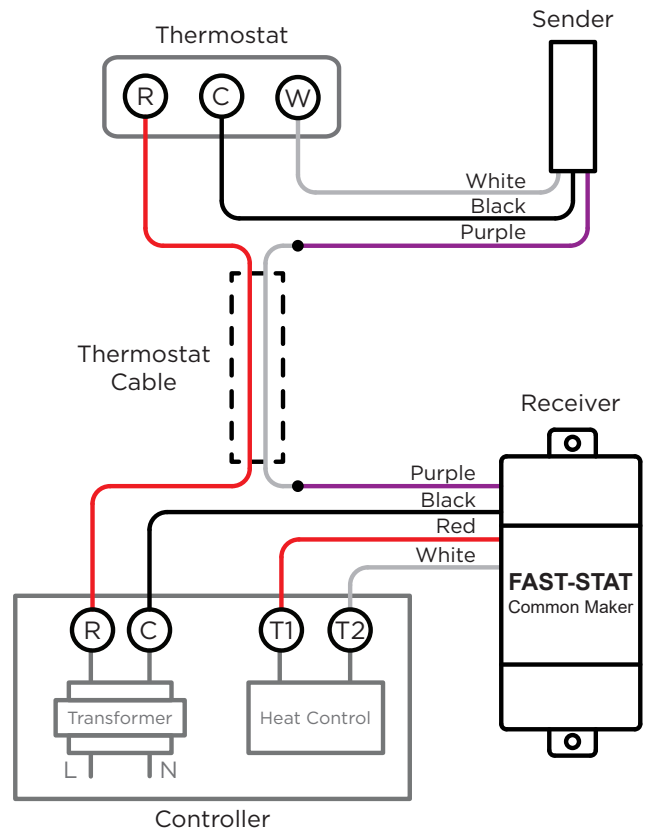 Sender
Thermostat
R
C
W
White
Black
Purple
Thermostat
Cable
Receiver
Purple
Black
Red
White
FAST-STAT
Common Maker
R
C
T1
T2
Transformer
Heat Control
L
N
Controller